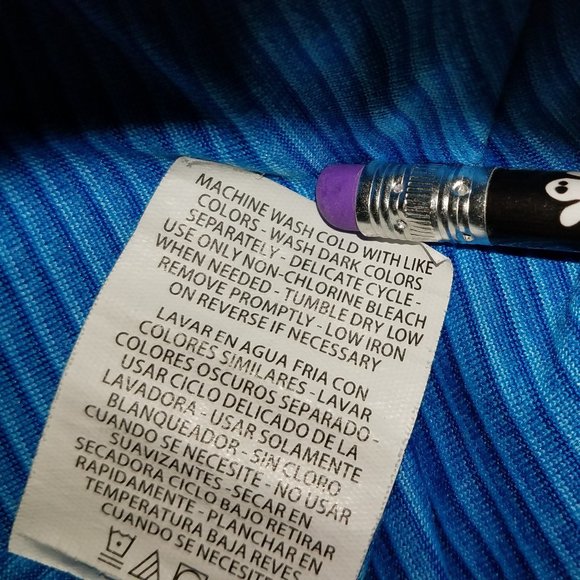 MACHINE WASH COLD WITH LIKE
COLORS - WASH DARK COLORS
SEPARATELY - DELICATE CYCLE -
USE ONLY NON-CHLORINE BLEACH
WHEN NEEDED - TUMBLE DRY LOW
REMOVE PROMPTLY - LOW IRON
ON REVERSE IF NECESSARY
LAVAR EN AGUA FRIA CON
COLORES SIMILARES - LAVAR
COLORES OSCUROS SEPARADO -
USAR CICLO DELICADO DE LA
LAVADORA - USAR SOLAMENTE
BLANQUEADOR - SIN CLORO
CUANDO SE NECESITE - NO USAR
SUAVIZANTES - SECAR EN
SECADORA CICLO BAJO RETIRAR
RAPIDAMENTE - PLANCHAR EN
TEMPERATURA BAJA REVES
CUANDO SE NECESITE